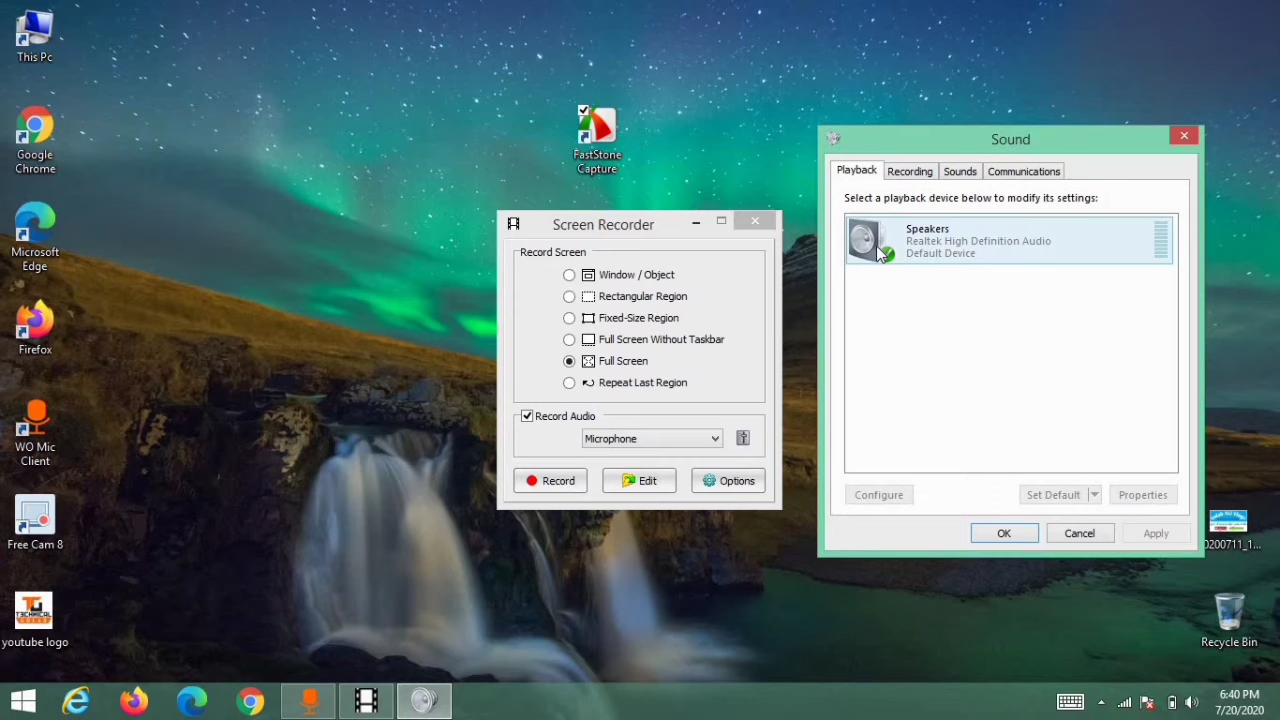 This Pc
Google
Chrome
Microsoft
Edge
Firefox
WO Mic
Client
Free Cam 8
TG
TECHNICAL
youtube logo
FastStone
Capture
Screen Recorder
Record Screen
Window / Object
Rectangular Region
Fixed-Size Region
Full Screen Without Taskbar
Full Screen
Repeat Last Region
Record Audio
Microphone
Record
Edit
Options
Sound
Playback
Recording
Sounds
Communications
Select a playback device below to modify its settings:
Speakers
Realtek High Definition Audio
Default Device
Configure
Set Default
Properties
OK
Cancel
Apply
0200711_1...
Recycle Bin
6:40 PM
7/20/2020